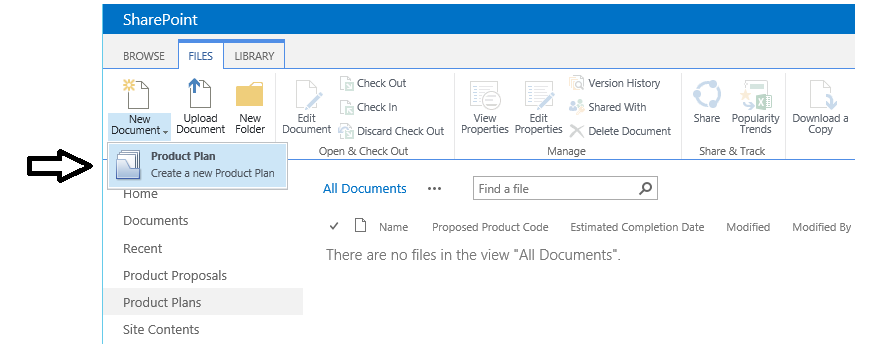 SharePoint
BROWSE FILES LIBRARY
New Document
Upload Document
New Folder
Edit Document
Check Out
Check In
Discard Check Out
Open & Check Out
View Properties
Edit Properties
Version History
Shared With
Delete Document
Manage
Share
Popularity Trends
Share & Track
Download a Copy
Product Plan
Create a new Product Plan
Home
Documents
Recent
Product Proposals
Product Plans
Site Contents
All Documents ••• Find a file
Name Proposed Product Code Estimated Completion Date Modified Modified By
There are no files in the view "All Documents".